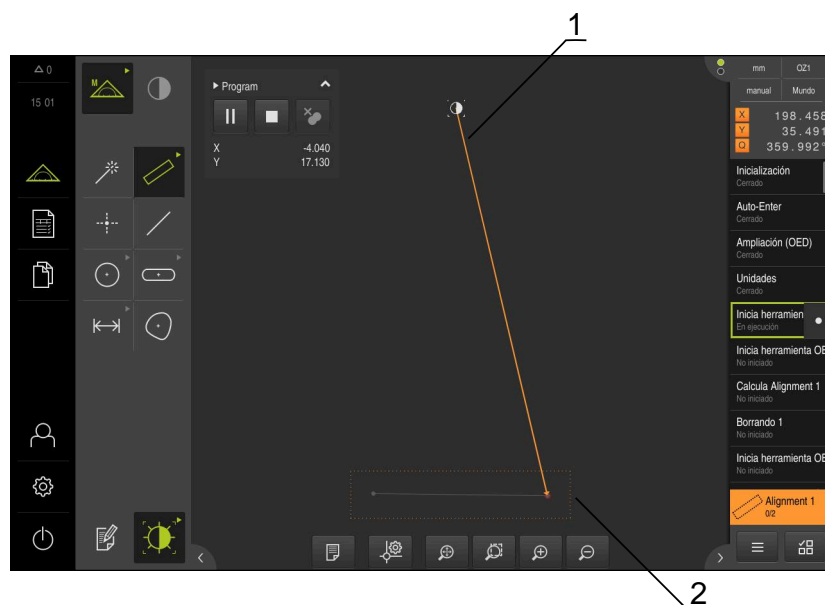 1
0
15 01
M
Program
X -4.040
Y 17.130
mm OZ1
manual Mundo
X 198.458
Y 35.491
Q 359.992°
Inicialización
Cerrado
Auto-Enter
Cerrado
Ampliación (OED)
Cerrado
Unidades
Cerrado
Inicia herramien
En ejecución
Inicia herramienta OE
No iniciado
Calcula Alignment 1
No iniciado
Borrando 1
No iniciado
Inicia herramienta OE
No iniciado
Alignment 1
0/2
2